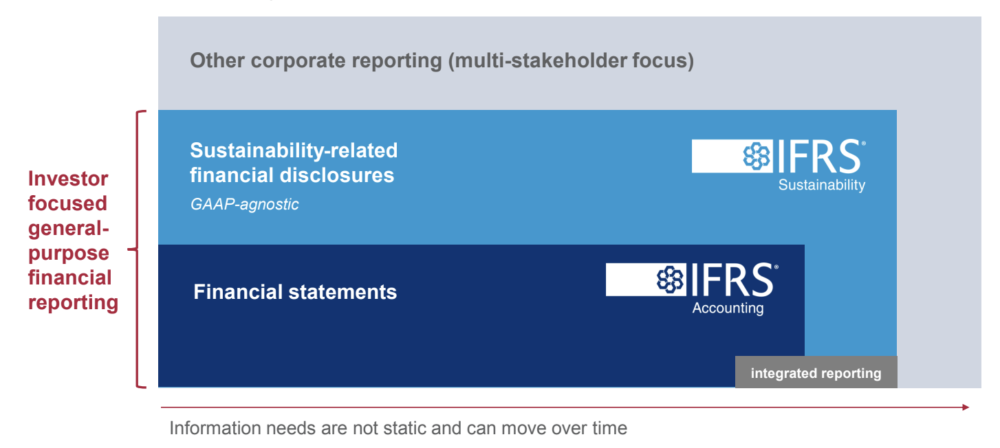 Other corporate reporting (multi-stakeholder focus)
Sustainability-related
financial disclosures
GAAP-agnostic
IFRS®
Sustainability
Investor
focused
general-
purpose
financial
reporting
Financial statements
IFRS®
Accounting
integrated reporting
Information needs are not static and can move over time